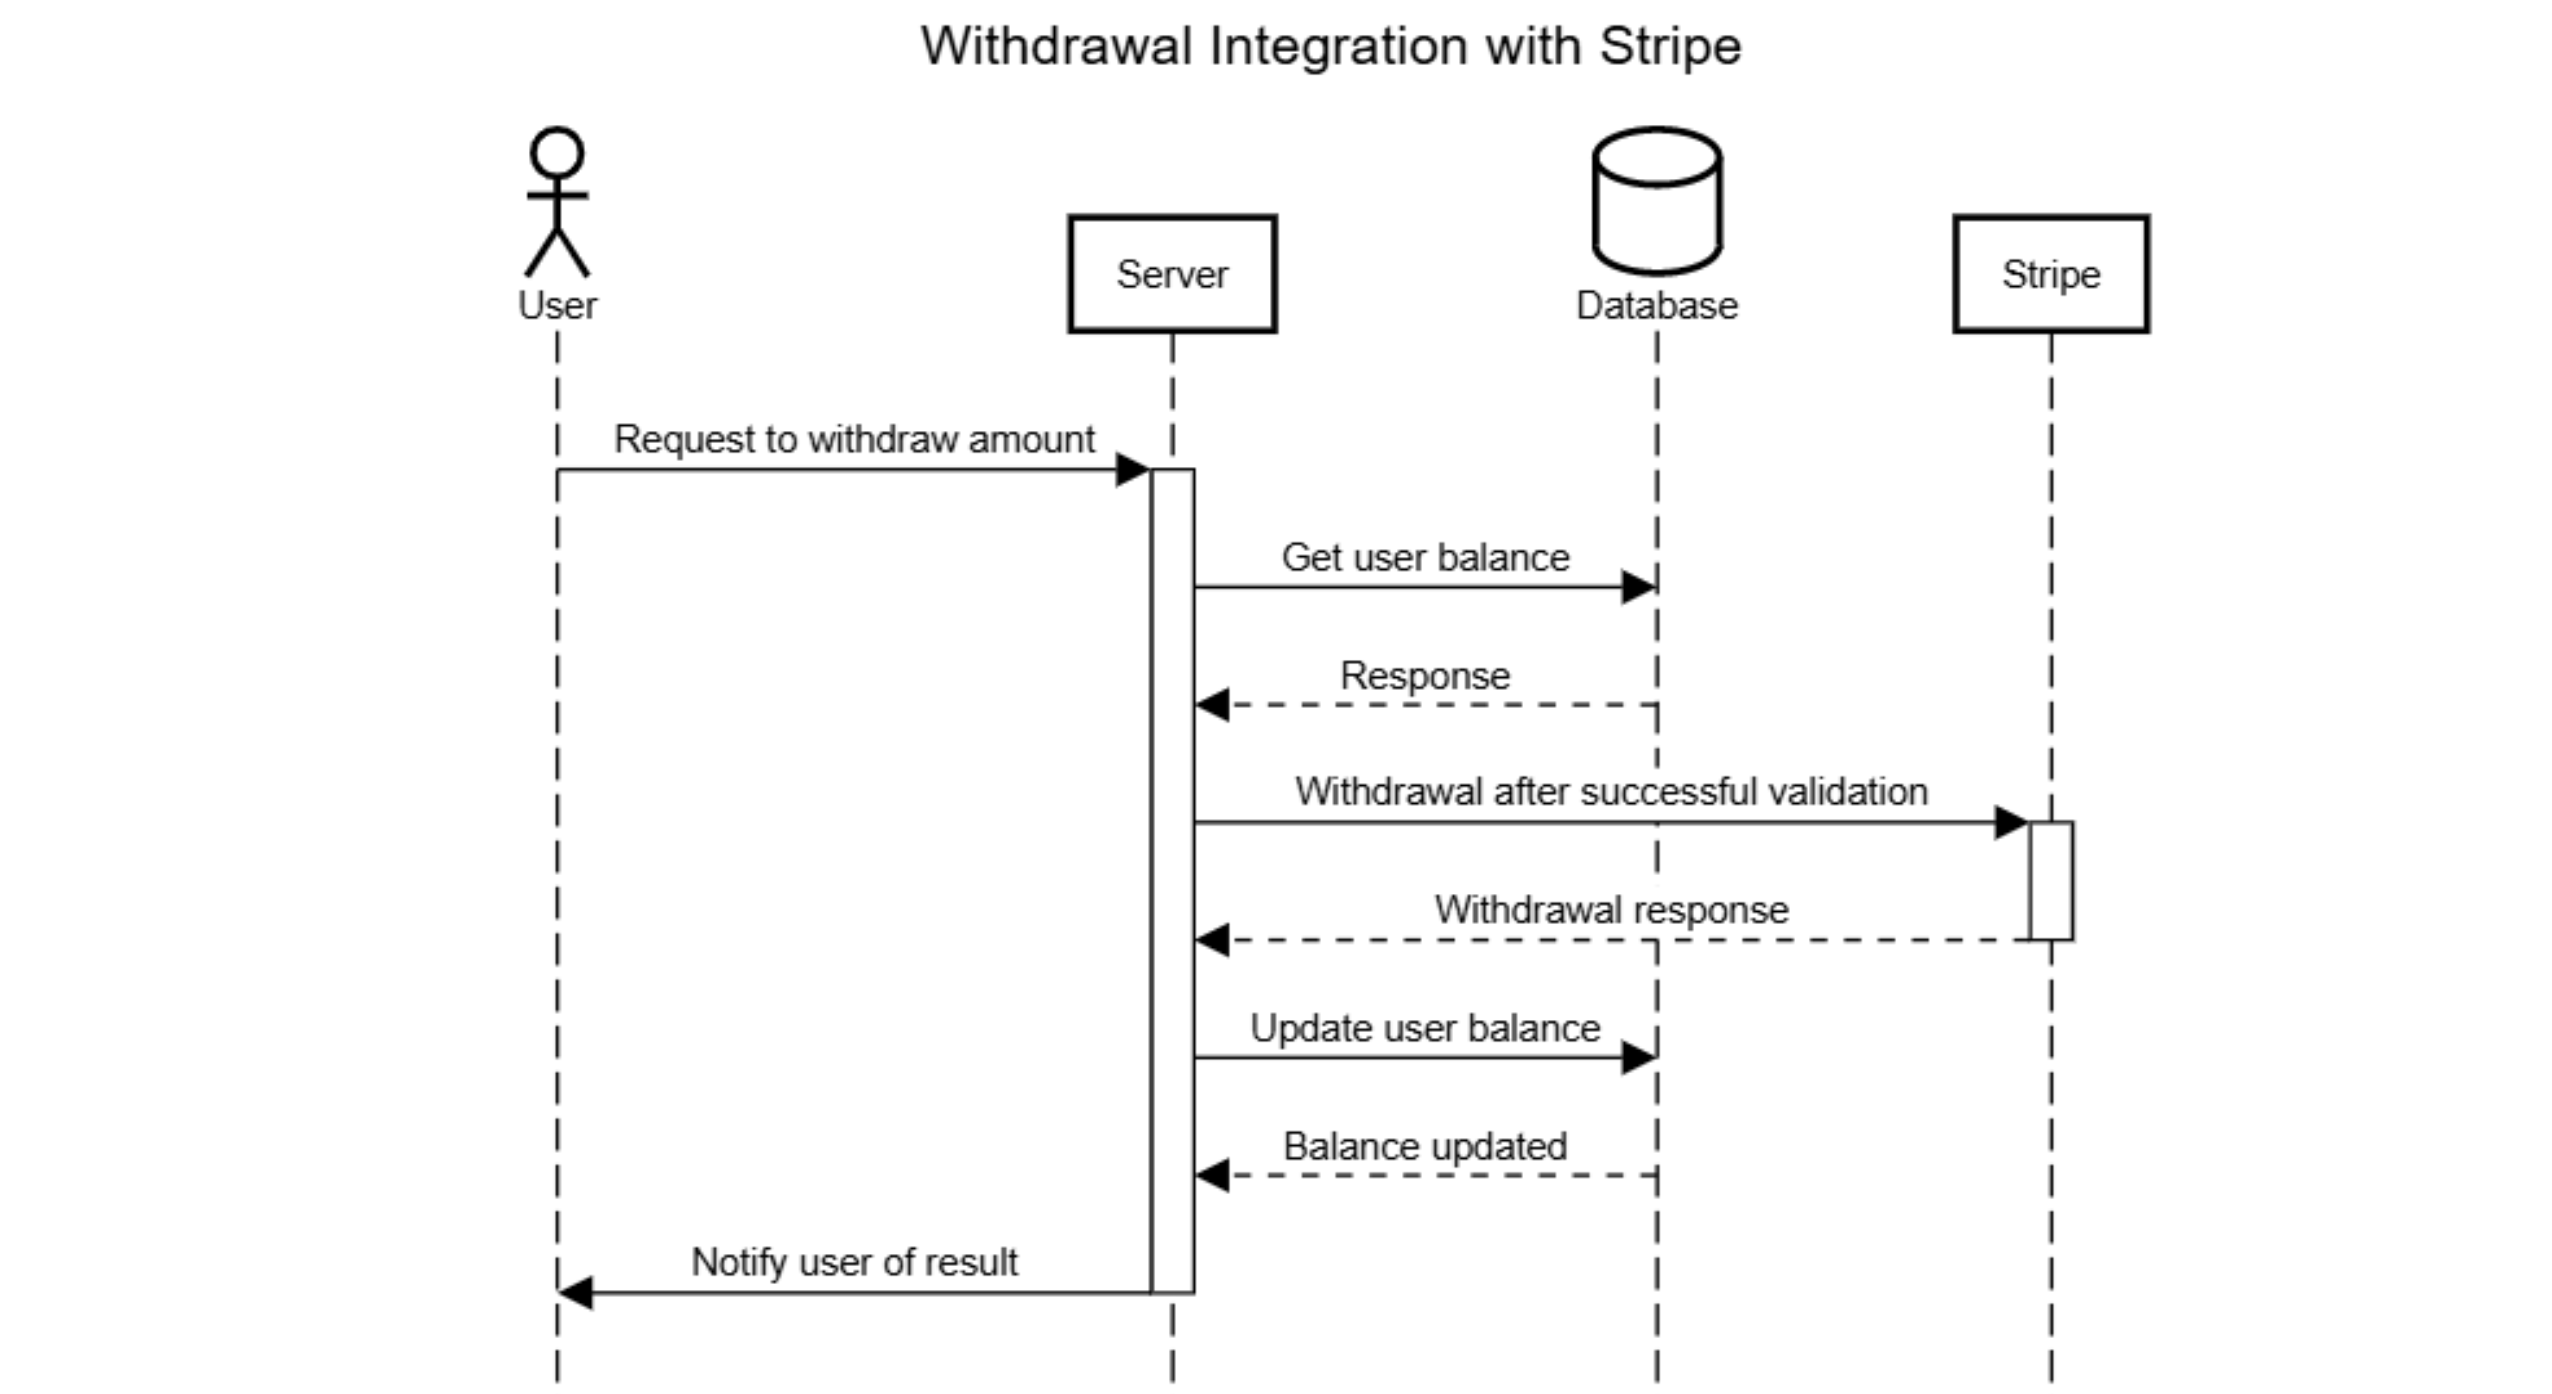 Withdrawal Integration with Stripe
User
Server
Database
Stripe
Request to withdraw amount
Get user balance
Response
Withdrawal after successful validation
Withdrawal response
Update user balance
Balance updated
Notify user of result